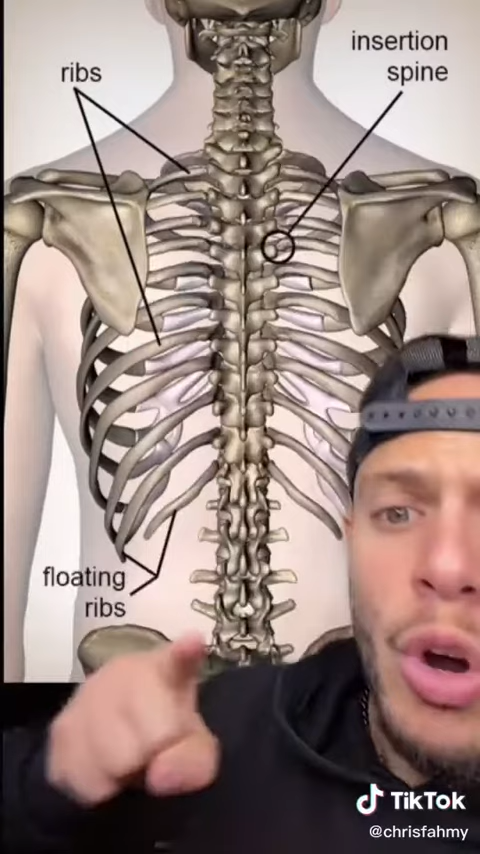 insertion
spine
ribs
floating
ribs
TikTok
@chrisfahmy